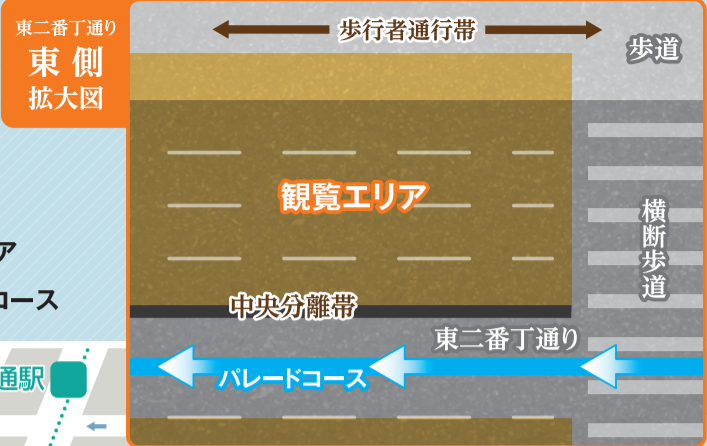 東二番丁通り
東側
拡大図
歩行者通行帯
歩道
観覧エリア
横断歩道
中央分離帯
東二番丁通り
パレードコース
ア
コース
通駅